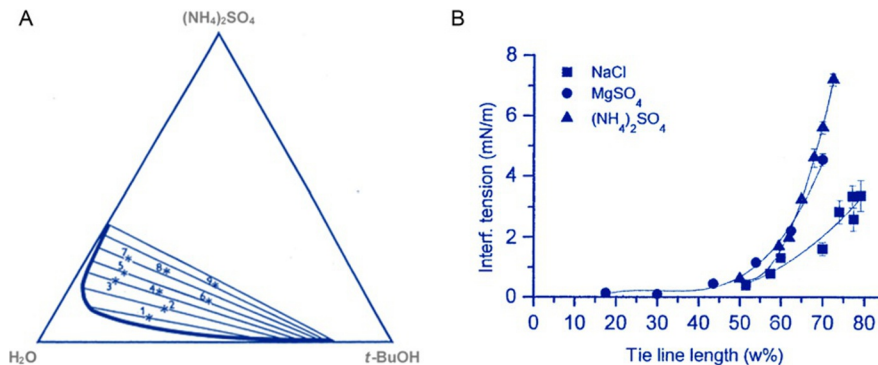 A
(NH₄)₂SO₄
7* 8* 9*
5*
3* 4* 6*
1* 2*
H₂O
t-BuOH
B
Interf. tension (mN/m)
8
6
4
2
0
NaCl
MgSO₄
(NH₄)₂SO₄
0 10 20 30 40 50 60 70 80
Tie line length (w%)